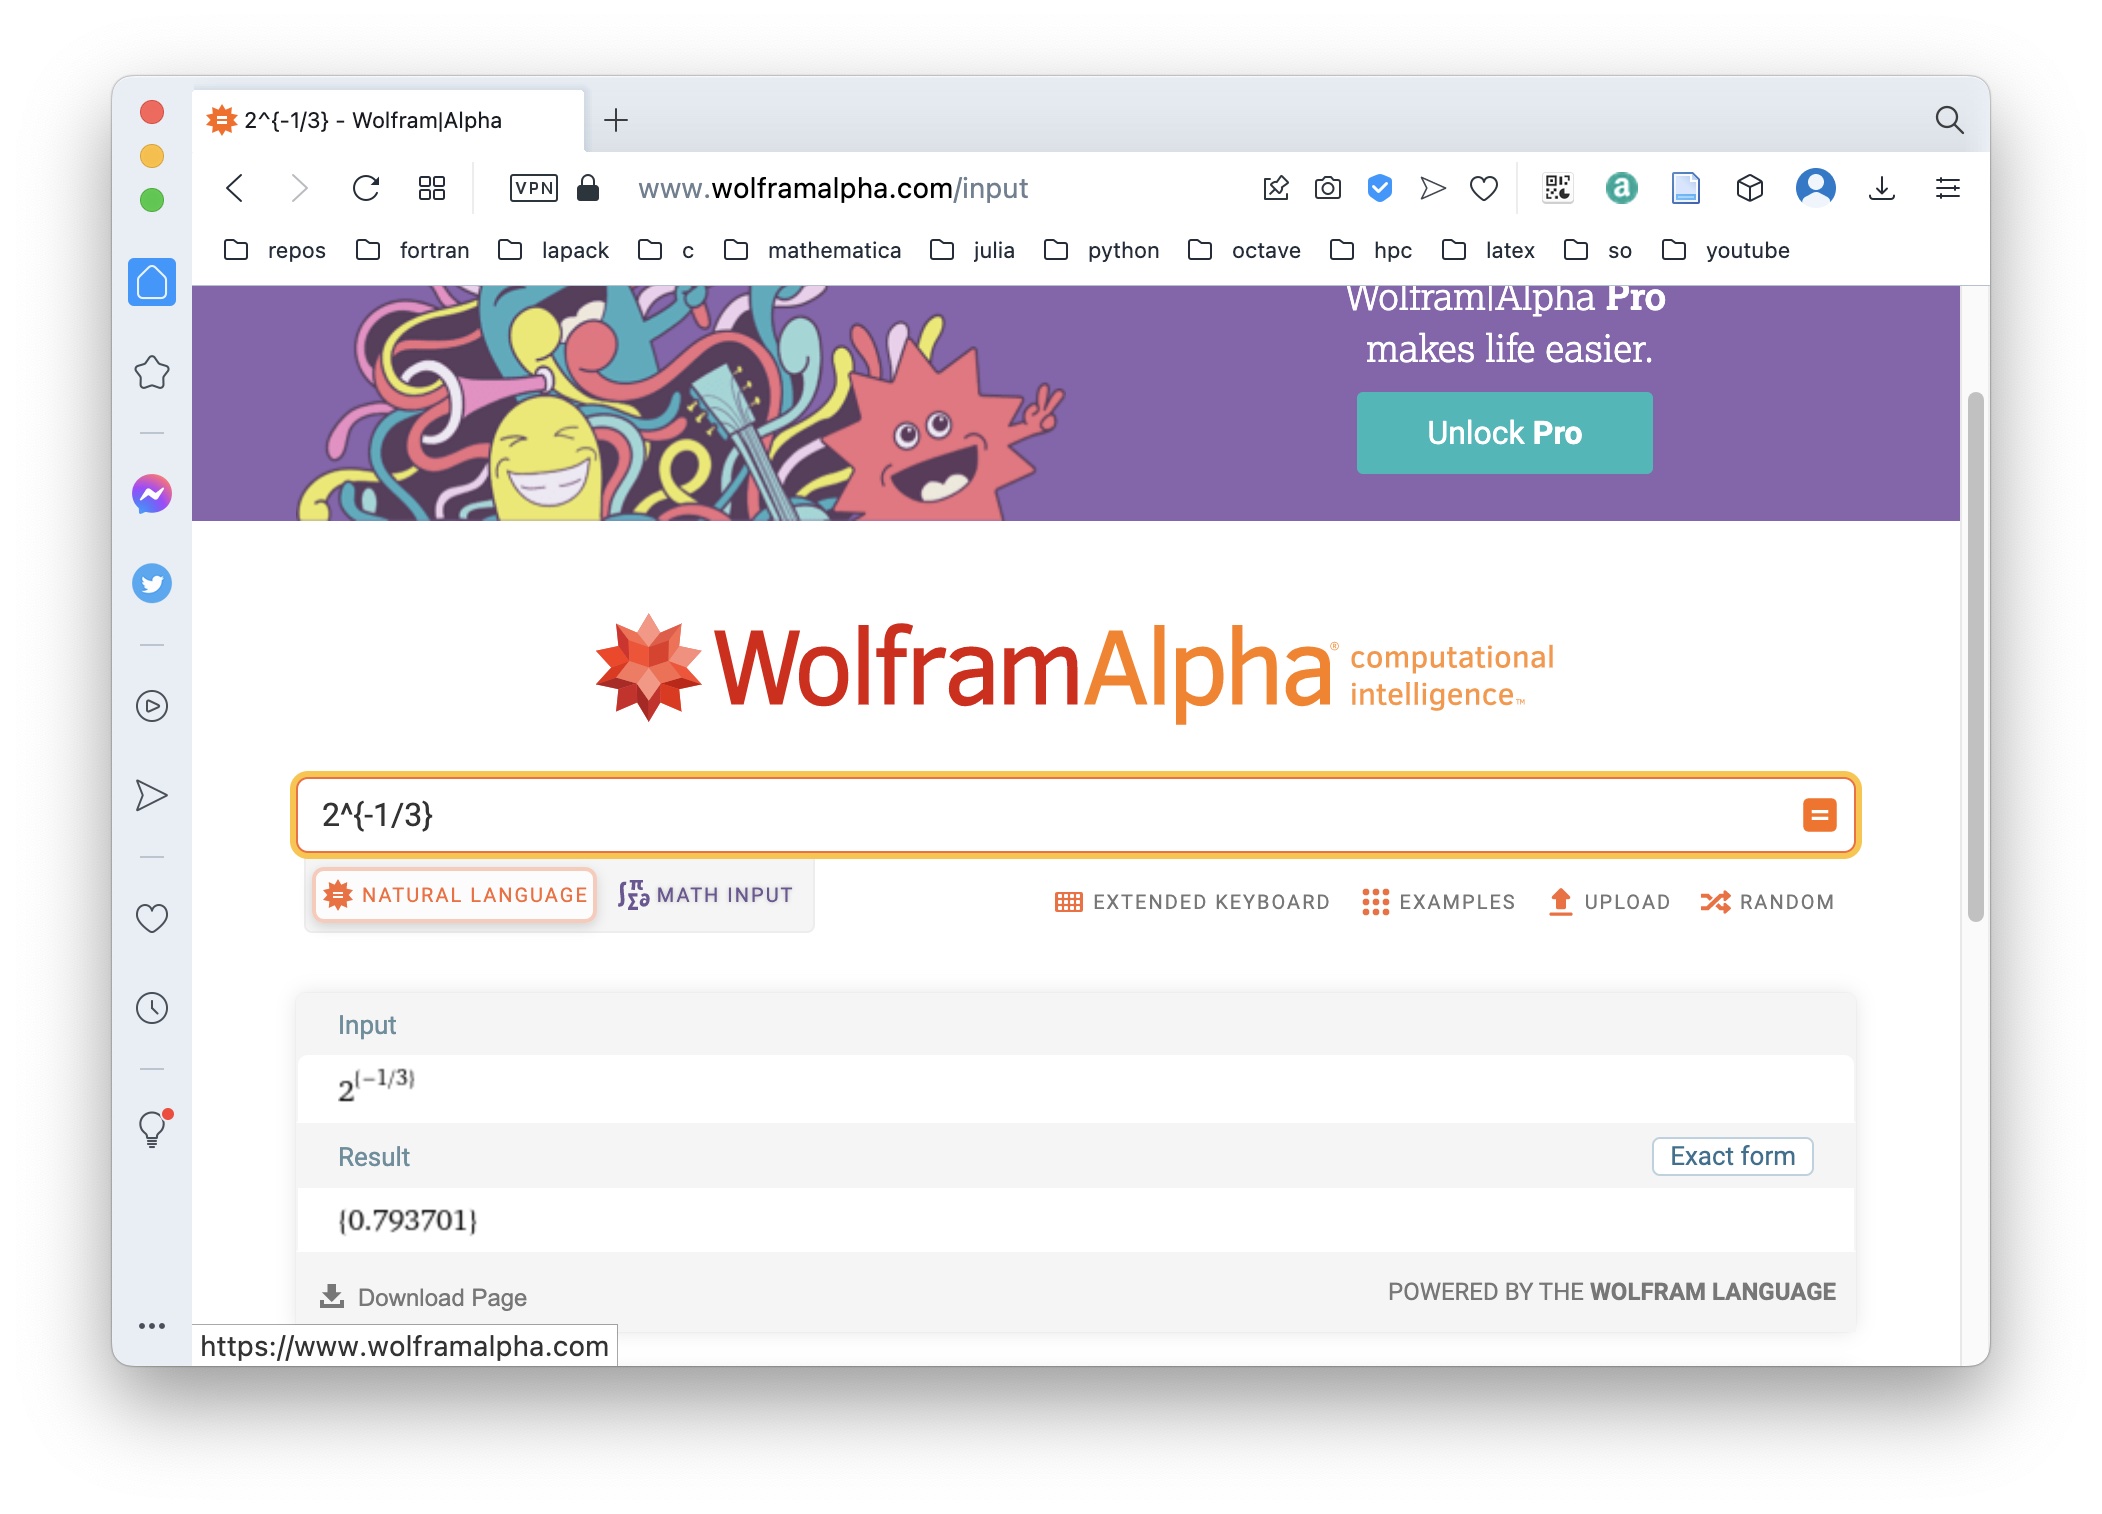 2^{-1/3} - Wolfram|Alpha
VPN www.wolframalpha.com/input
repos fortran lapack c mathematica julia python octave hpc latex so youtube
Wolfram|Alpha Pro
makes life easier.
Unlock Pro
WolframAlpha® computational
intelligence™
2^{-1/3}
=
NATURAL LANGUAGE MATH INPUT EXTENDED KEYBOARD EXAMPLES UPLOAD RANDOM
Input
2^{-1/3}
Result Exact form
{0.793701}
Download Page POWERED BY THE WOLFRAM LANGUAGE
https://www.wolframalpha.com